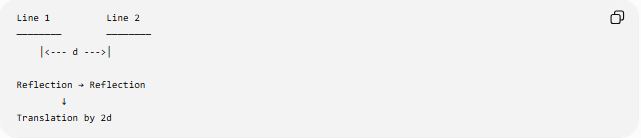 Line 1          Line 2
────────        ────────
    │<--- d --->│
Reflection → Reflection
        ↓
Translation by 2d